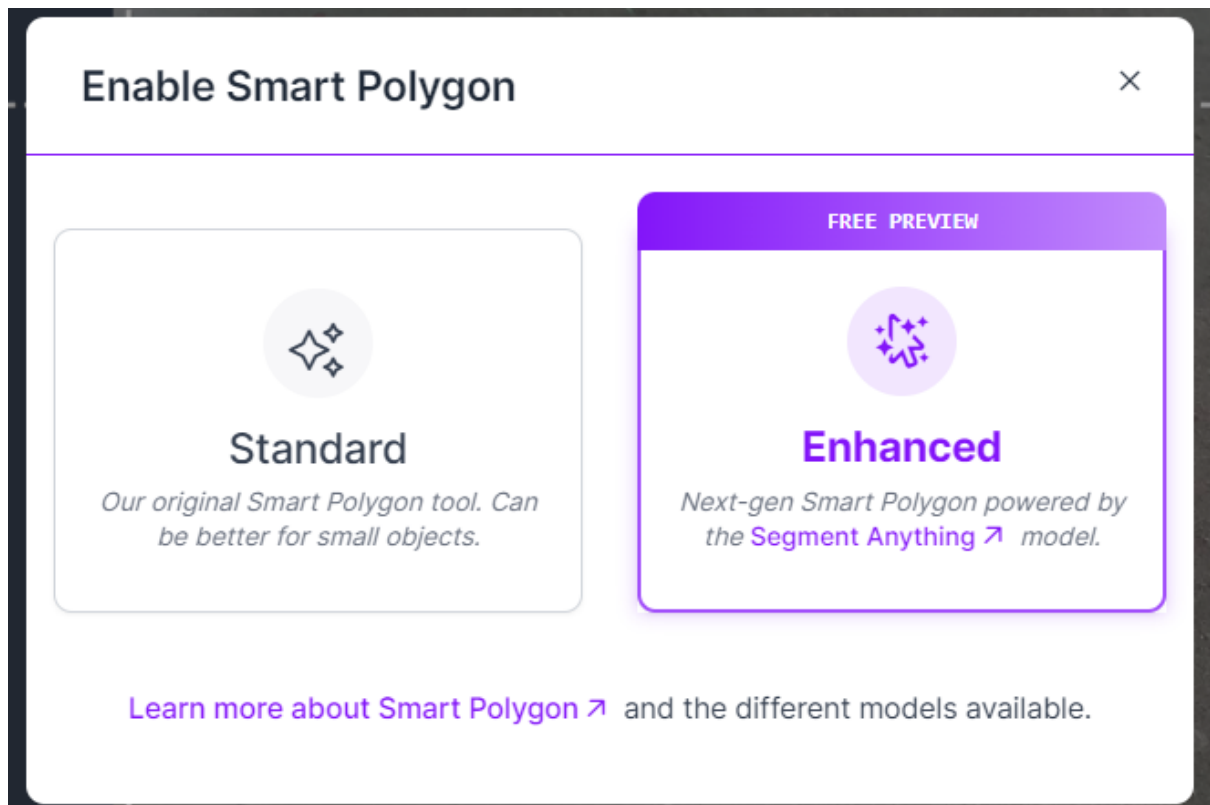 Enable Smart Polygon
FREE PREVIEW
Standard
Our original Smart Polygon tool. Can
be better for small objects.
Enhanced
Next-gen Smart Polygon powered by
the Segment Anything model.
Learn more about Smart Polygon and the different models available.